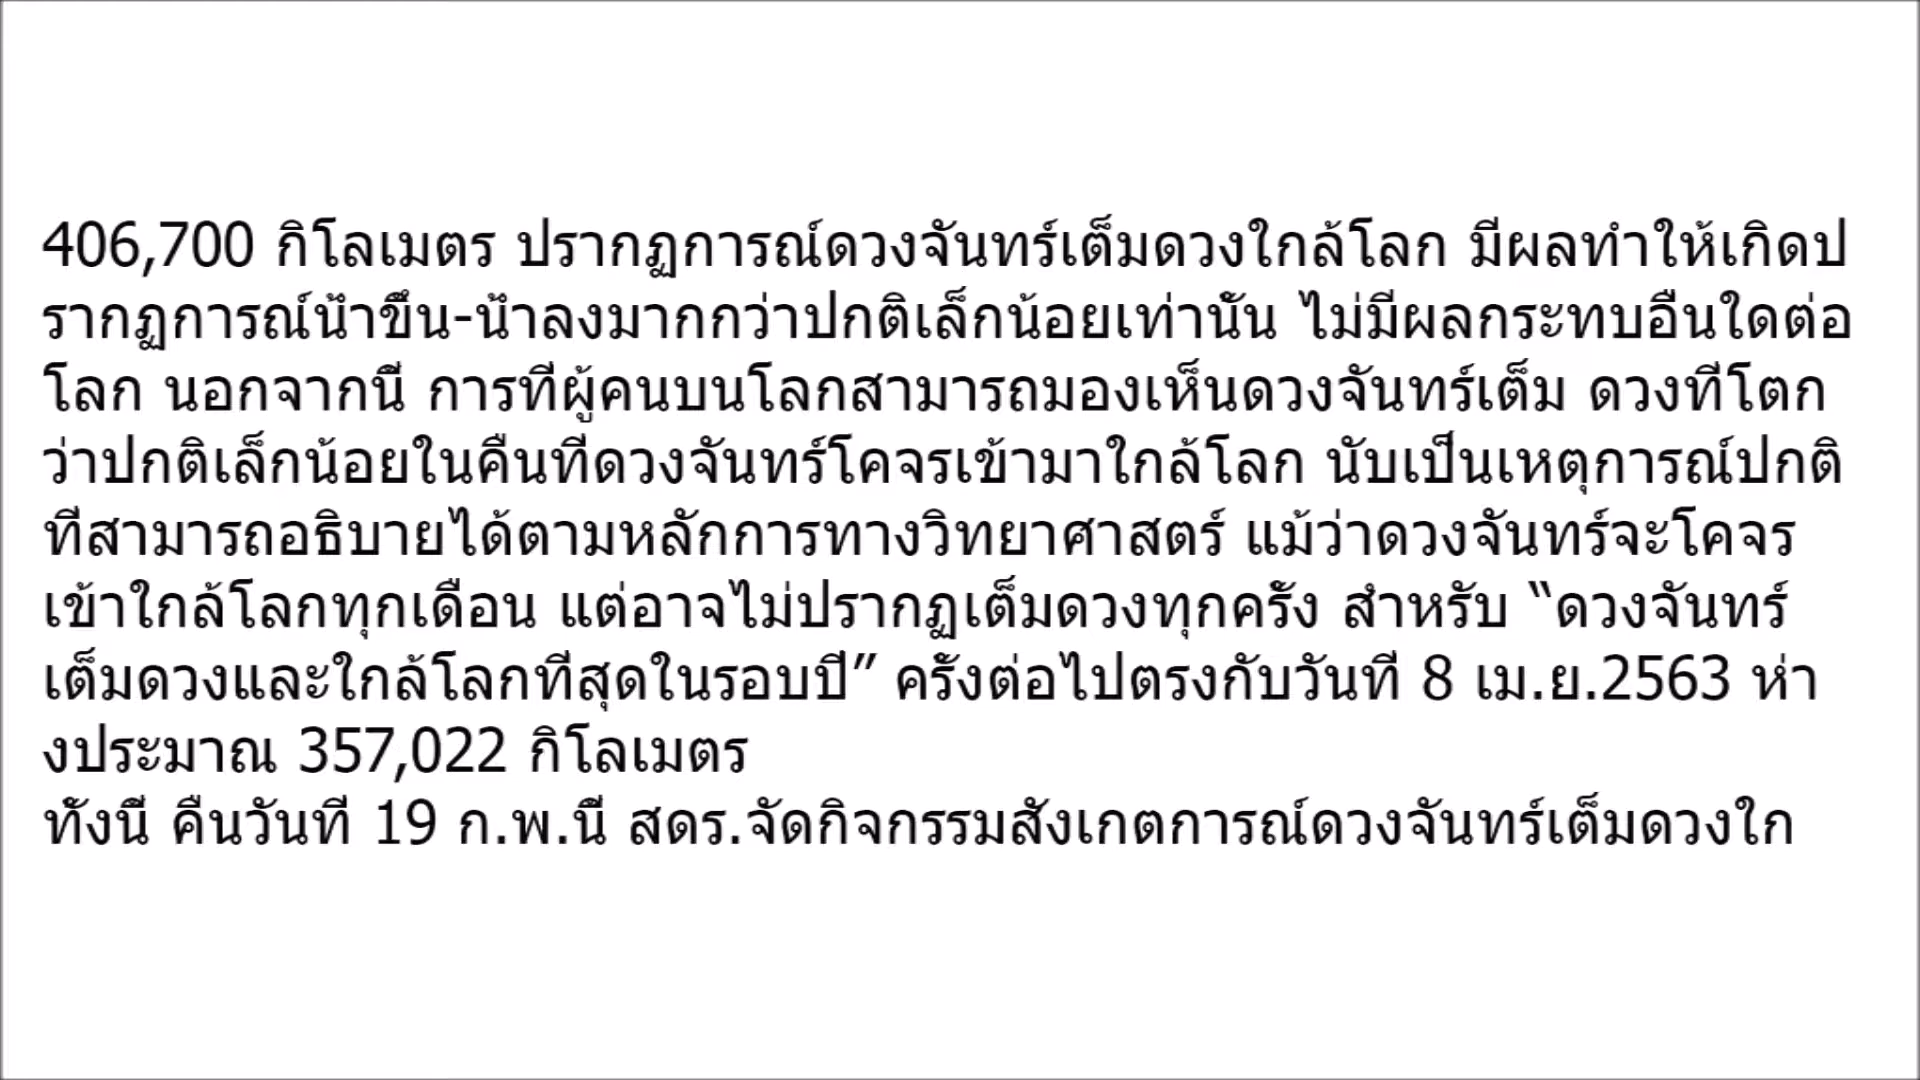 406,700 กิโลเมตร ปรากฏการณ์ดวงจันทร์เต็มดวงใกล้โลก มีผลทำให้เกิดป
รากฏการณ์น้ำขึ้น-น้ำลงมากกว่าปกติเล็กน้อยเท่านั้น ไม่มีผลกระทบอื่นใดต่อ
โลก นอกจากนี้ การที่ผู้คนบนโลกสามารถมองเห็นดวงจันทร์เต็ม ดวงที่โตก
ว่าปกติเล็กน้อยในคืนที่ดวงจันทร์โคจรเข้ามาใกล้โลก นับเป็นเหตุการณ์ปกติ
ที่สามารถอธิบายได้ตามหลักการทางวิทยาศาสตร์ แม้ว่าดวงจันทร์จะโคจร
เข้าใกล้โลกทุกเดือน แต่อาจไม่ปรากฏเต็มดวงทุกครั้ง สำหรับ “ดวงจันทร์
เต็มดวงและใกล้โลกที่สุดในรอบปี” ครั้งต่อไปตรงกับวันที่ 8 เม.ย.2563 ห่า
งประมาณ 357,022 กิโลเมตร
ทั้งนี้ คืนวันที่ 19 ก.พ.นี้ สดร.จัดกิจกรรมสังเกตการณ์ดวงจันทร์เต็มดวงใก